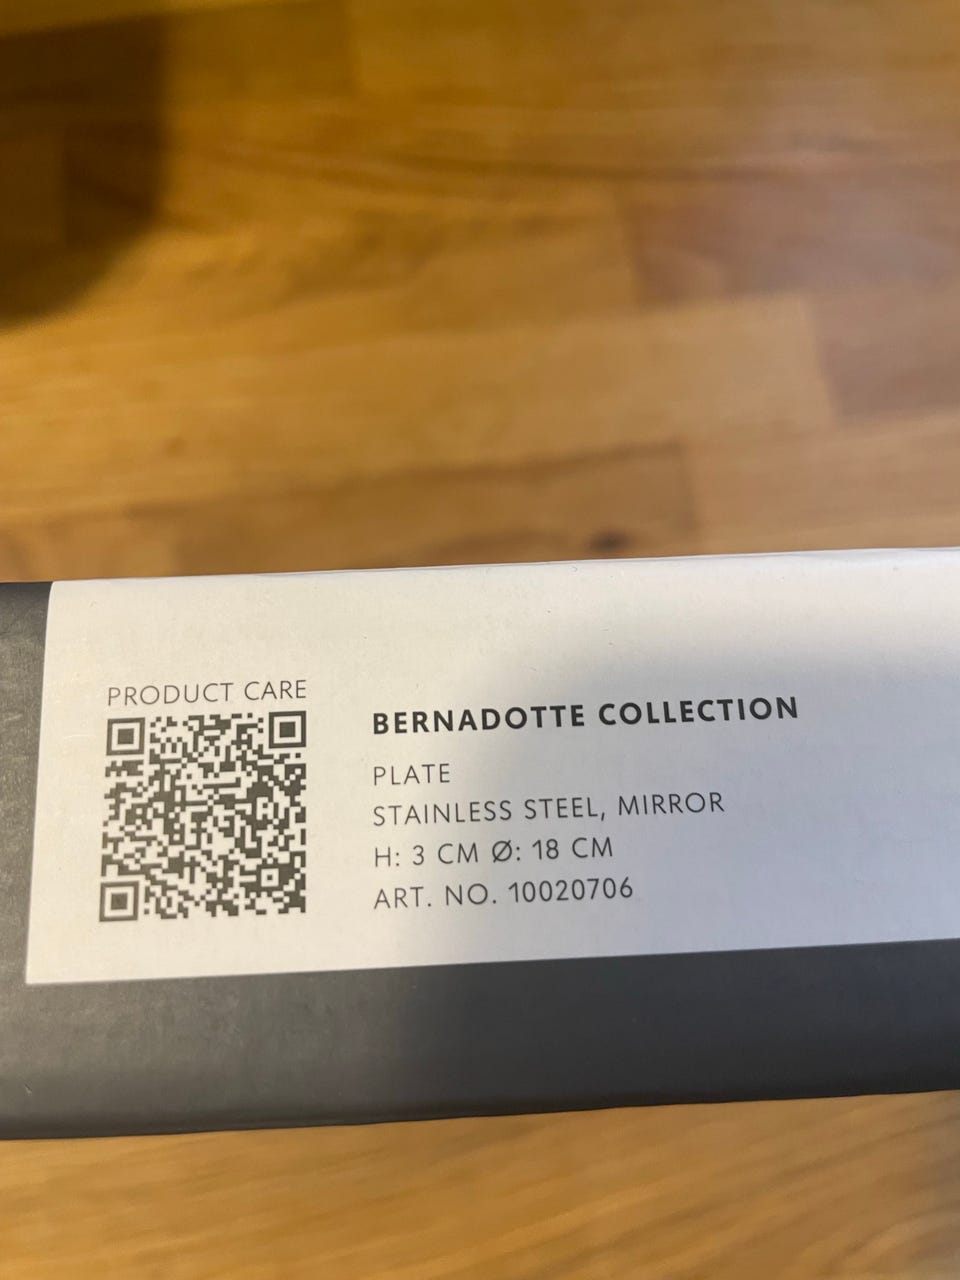 PRODUCT CARE
BERNADOTTE COLLECTION
PLATE
STAINLESS STEEL, MIRROR
H: 3 CM Ø: 18 CM
ART. NO. 10020706